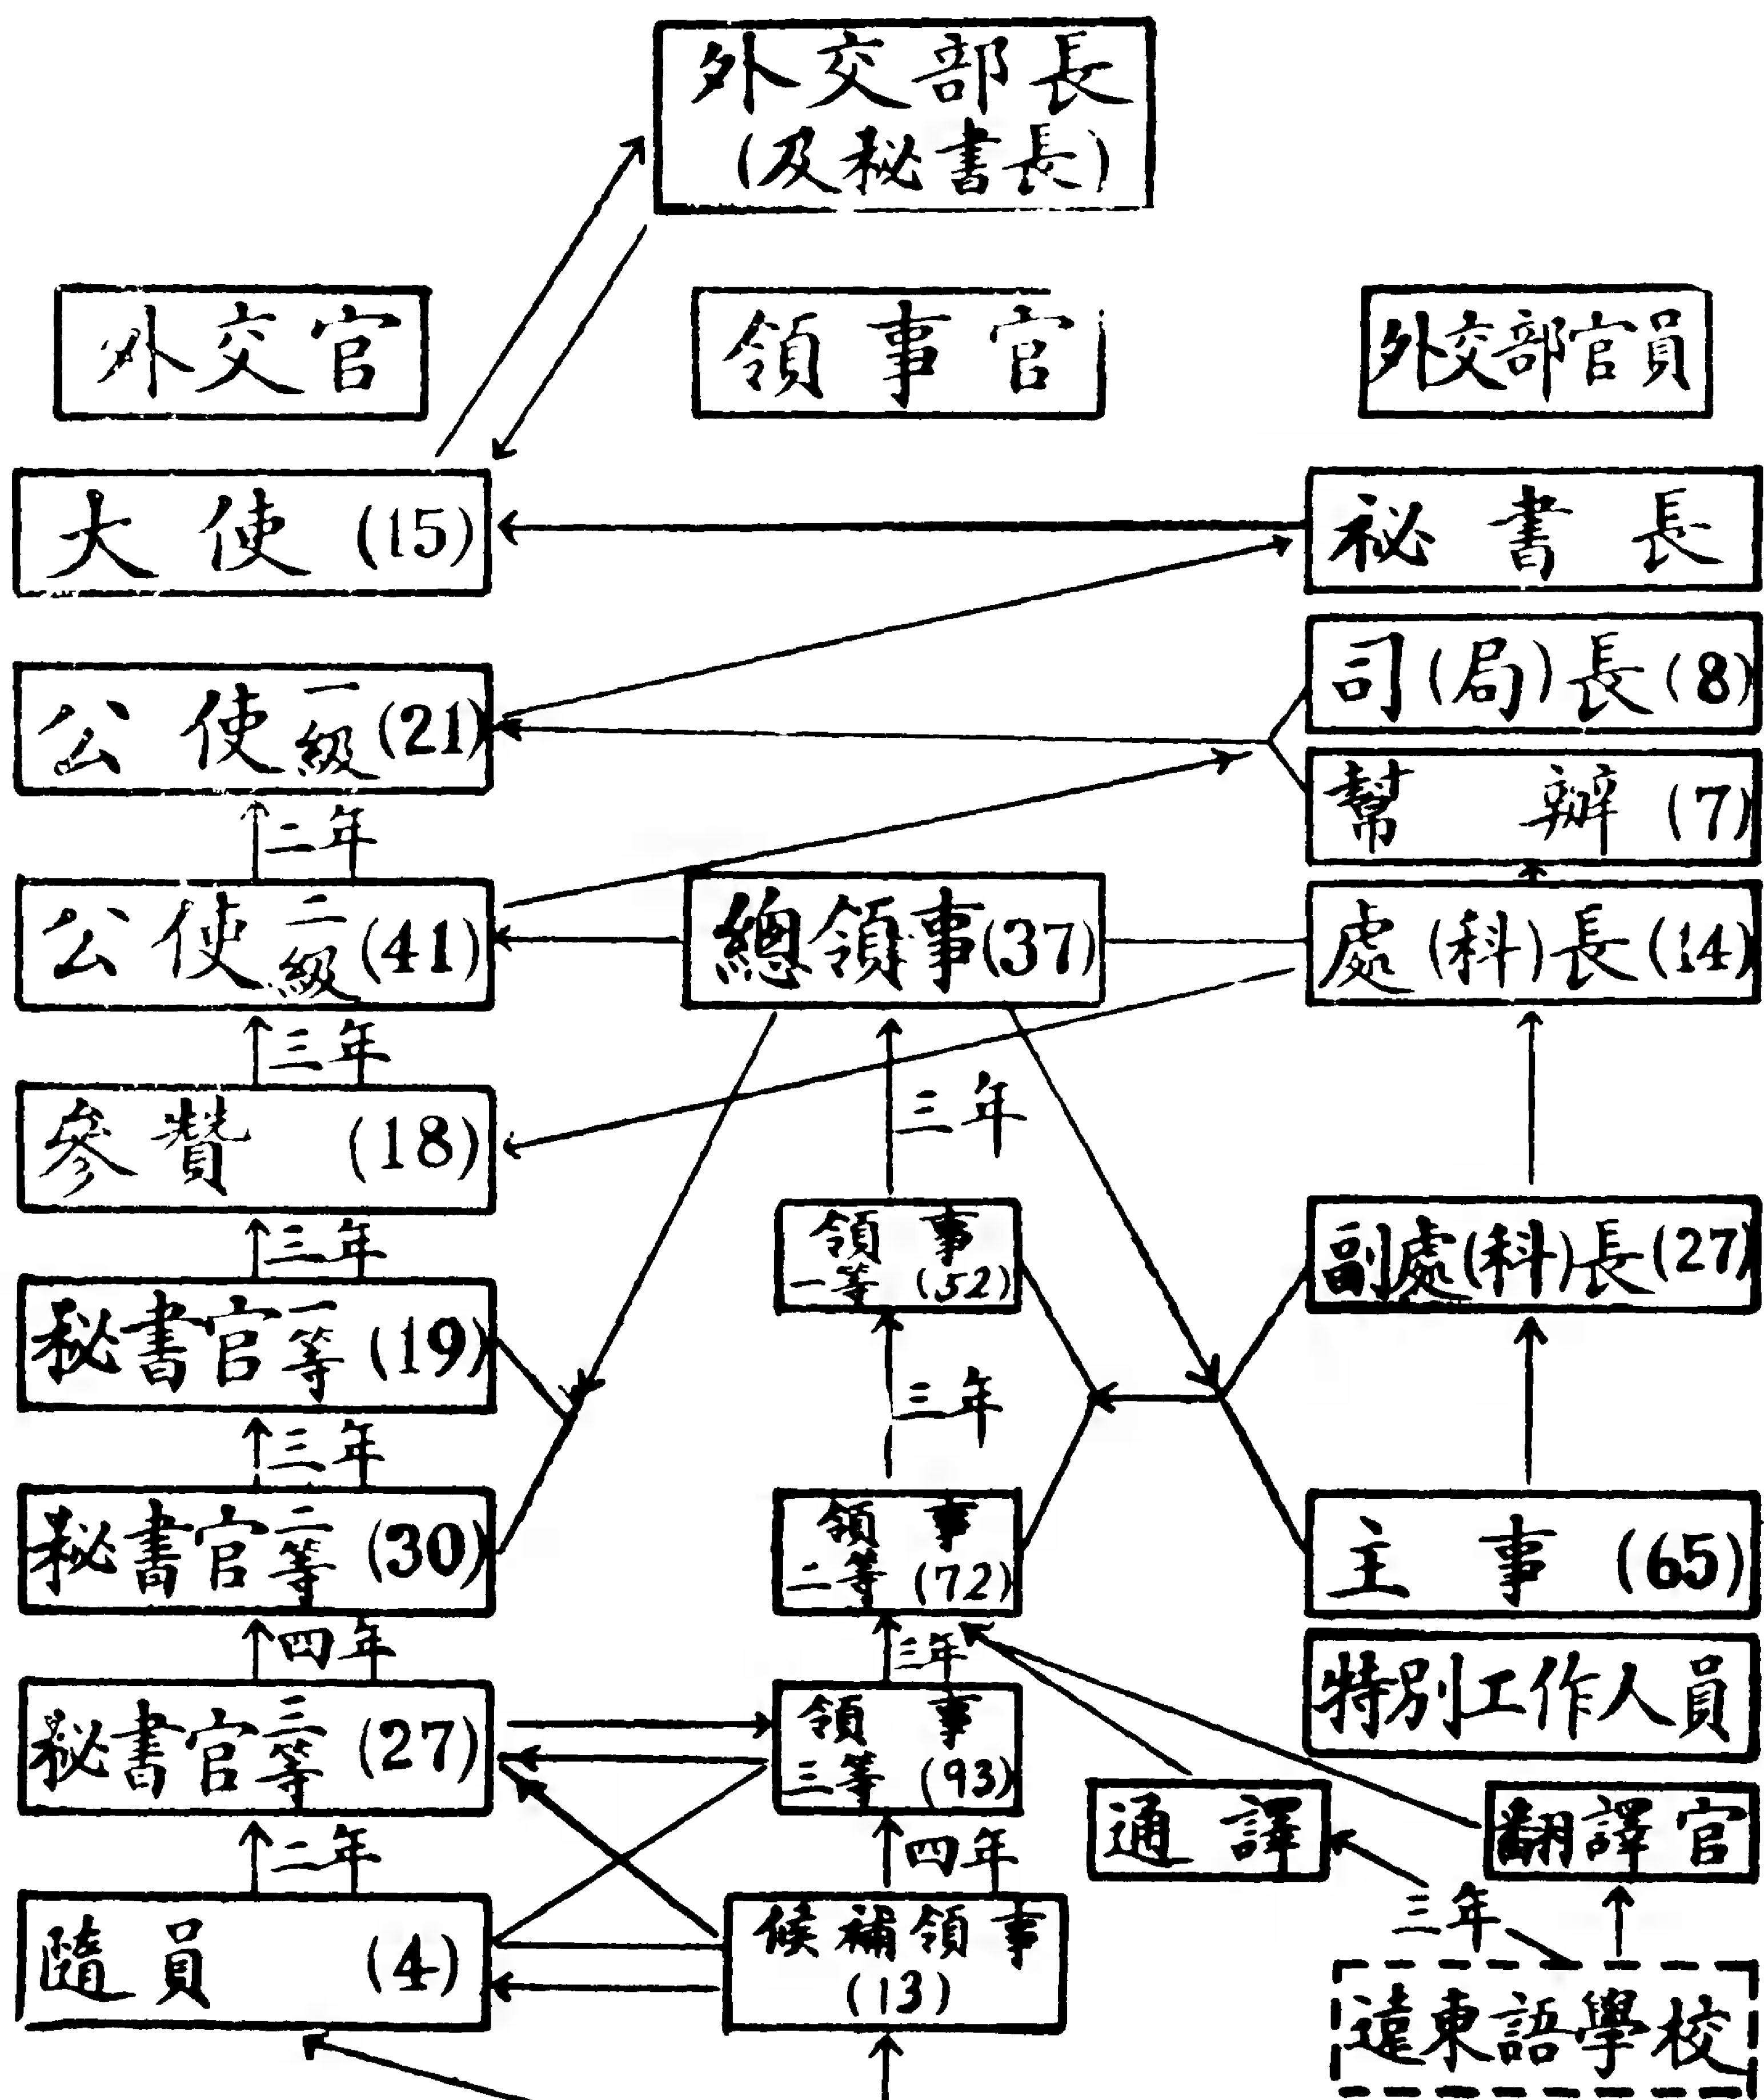 外交部長
(及秘書長)
外交官
領事官
外交部官員
大使(15)
祕書長
公使一級(21)
司(局)長(8)
幫辦(7)
二年
公使二級(41)
總領事(37)
處(科)長(14)
三年
參贊(18)
三年
三年
領事
一等(52)
副處(科)長(27)
秘書官一等(19)
三年
三年
秘書官二等(30)
領事
二等(72)
主事(65)
四年
三年
特別工作人員
秘書官三等(27)
領事
三等(93)
通譯
翻譯官
二年
四年
三年
隨員(4)
候補領事
(13)
遠東語學校